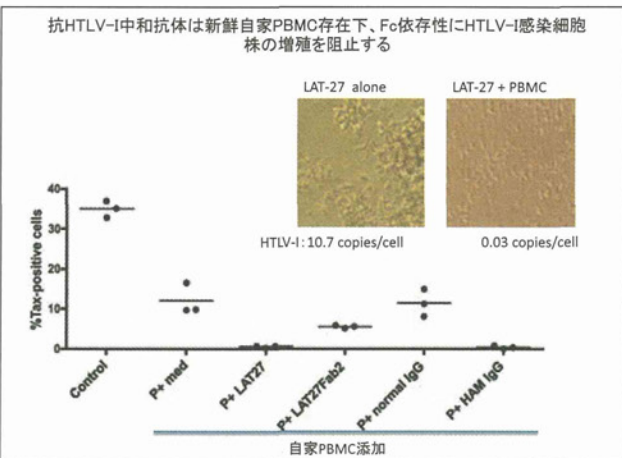 抗HTLV-I中和抗体は新鮮自家PBMC存在下、Fc依存性にHTLV-I感染細胞
株の増殖を阻止する
LAT-27 alone
LAT-27 + PBMC
HTLV-I：10.7 copies/cell
0.03 copies/cell
%Tax-positive cells
40
30
20
10
0
Control
P+ med
P+ LAT27
P+ LAT27Fab2
P+ normal IgG
P+ HAM IgG
自家PBMC添加